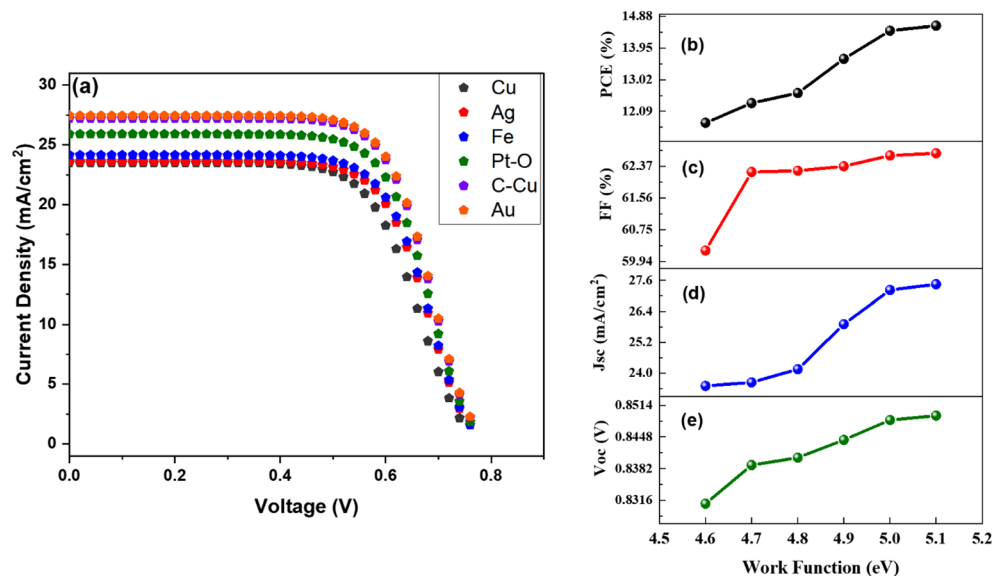 (a)
30
25
20
15
10
5
0
Current Density (mA/cm²)
0.0 0.2 0.4 0.6 0.8
Voltage (V)
Cu
Ag
Fe
Pt-O
C-Cu
Au
(b)
14.88
13.95
13.02
12.09
PCE (%)
(c)
62.37
61.56
60.75
59.94
FF (%)
(d)
27.6
26.4
25.2
24.0
Jsc (mA/cm²)
(e)
0.8514
0.8448
0.8382
0.8316
Voc (V)
4.5 4.6 4.7 4.8 4.9 5.0 5.1 5.2
Work Function (eV)